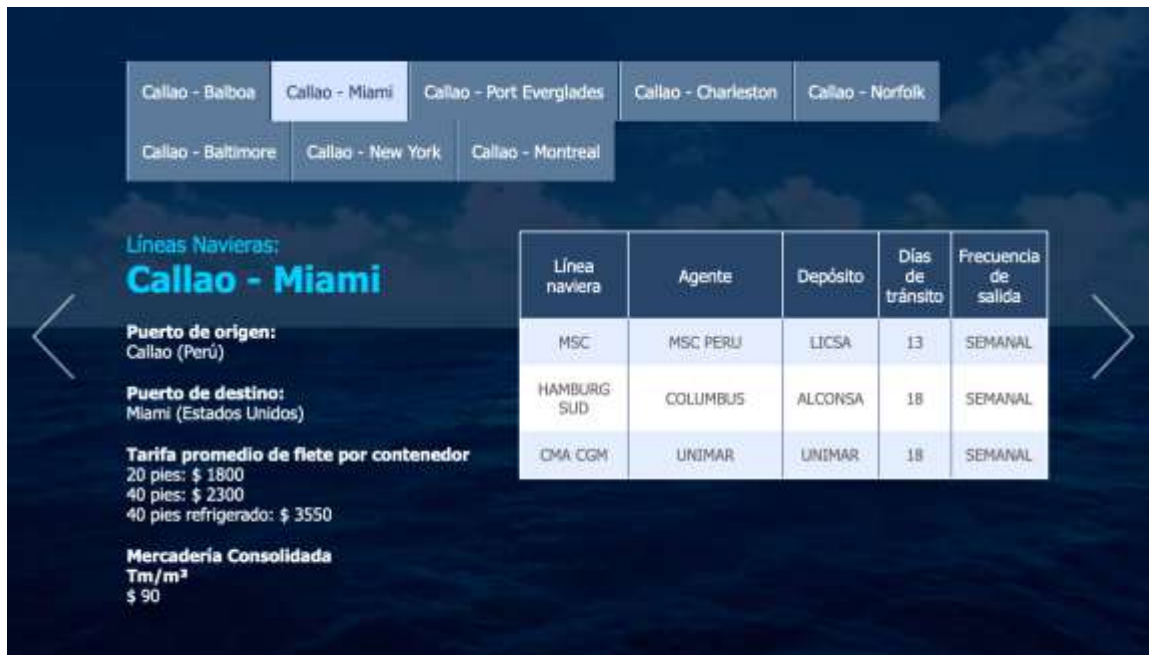 Callao - Balboa Callao - Miami Callao - Port Everglades Callao - Charleston Callao - Norfolk
Callao - Baltimore Callao - New York Callao - Montreal
Líneas Navieras:
Callao - Miami
Puerto de origen:
Callao (Perú)
Puerto de destino:
Miami (Estados Unidos)
Tarifa promedio de flete por contenedor
20 pies: $ 1800
40 pies: $ 2300
40 pies refrigerado: $ 3550
Mercadería Consolidada
Tm/m³
$ 90
Línea naviera Agente Depósito Días de tránsito Frecuencia de salida
MSC MSC PERU LICSA 13 SEMANAL
HAMBURG SUD COLUMBUS ALCONSA 18 SEMANAL
CMA CGM UNIMAR UNIMAR 18 SEMANAL